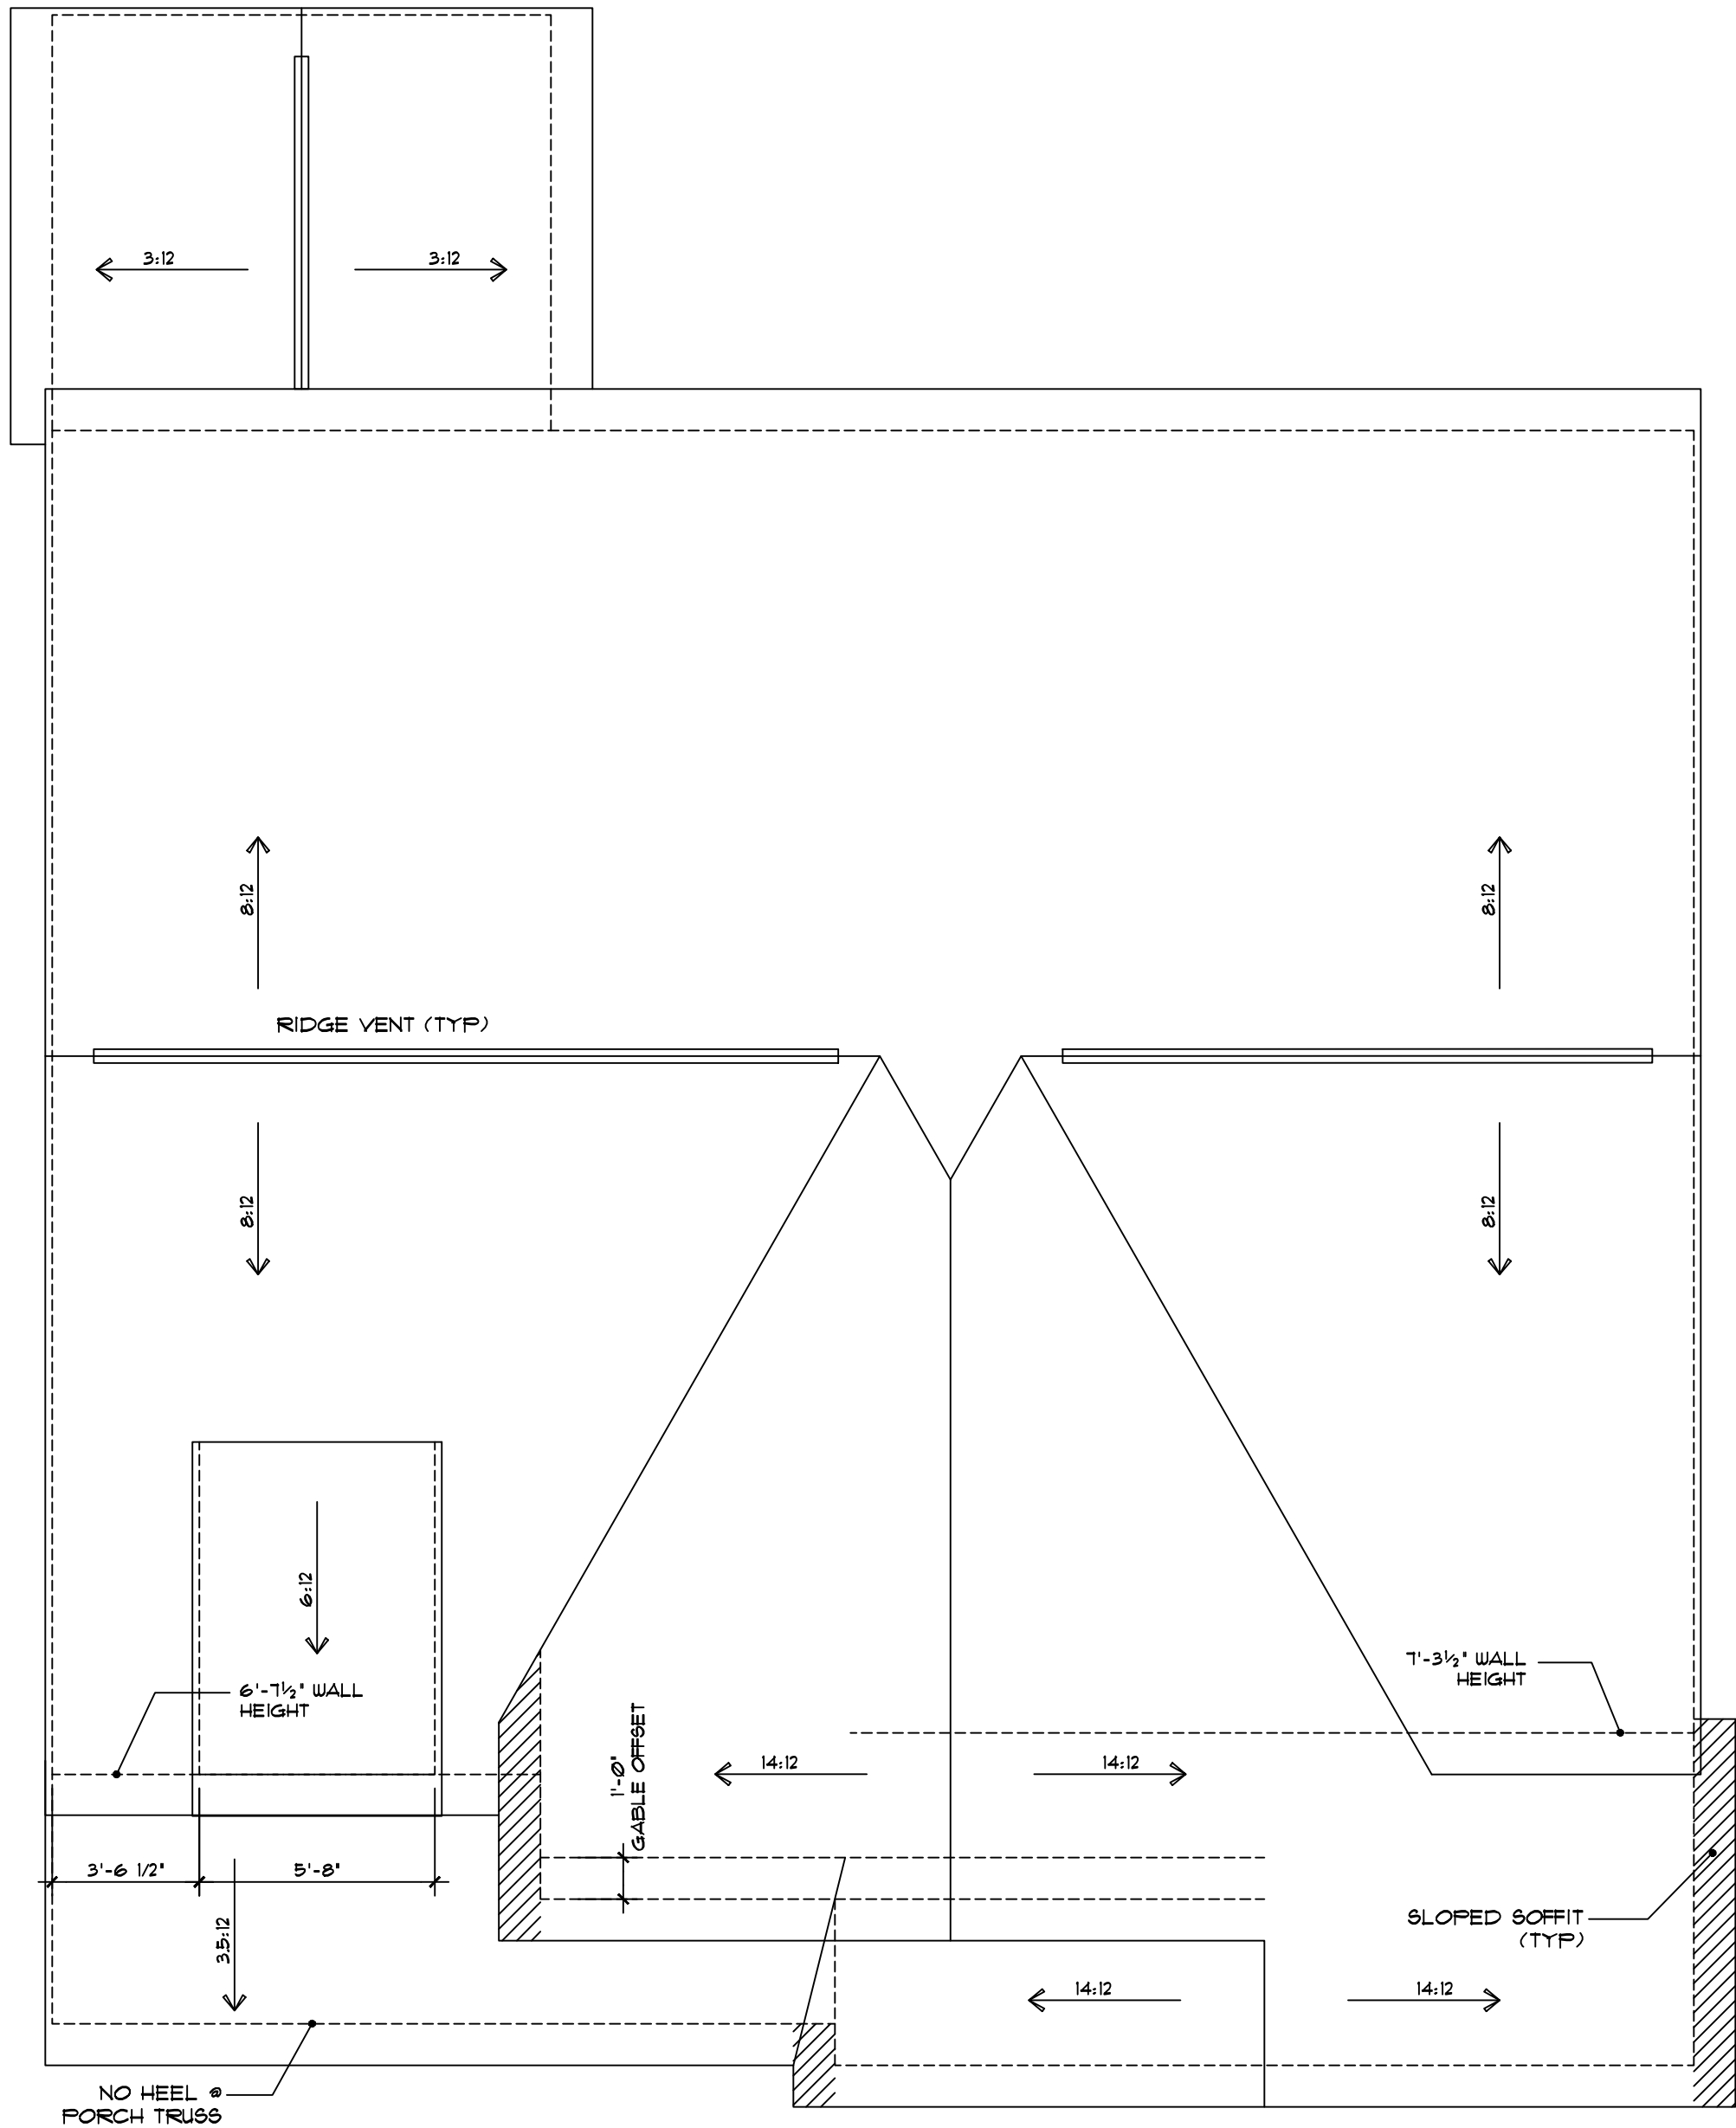 3:12
3:12
8:12
8:12
RIDGE VENT (TYP)
8:12
8:12
6:12
6'-7½" WALL
HEIGHT
7'-3½" WALL
HEIGHT
1'-0"
GABLE OFFSET
14:12
14:12
3'-6 1/2"
5'-8"
3.5:12
SLOPED SOFFIT
(TYP)
14:12
14:12
NO HEEL @
PORCH TRUSS